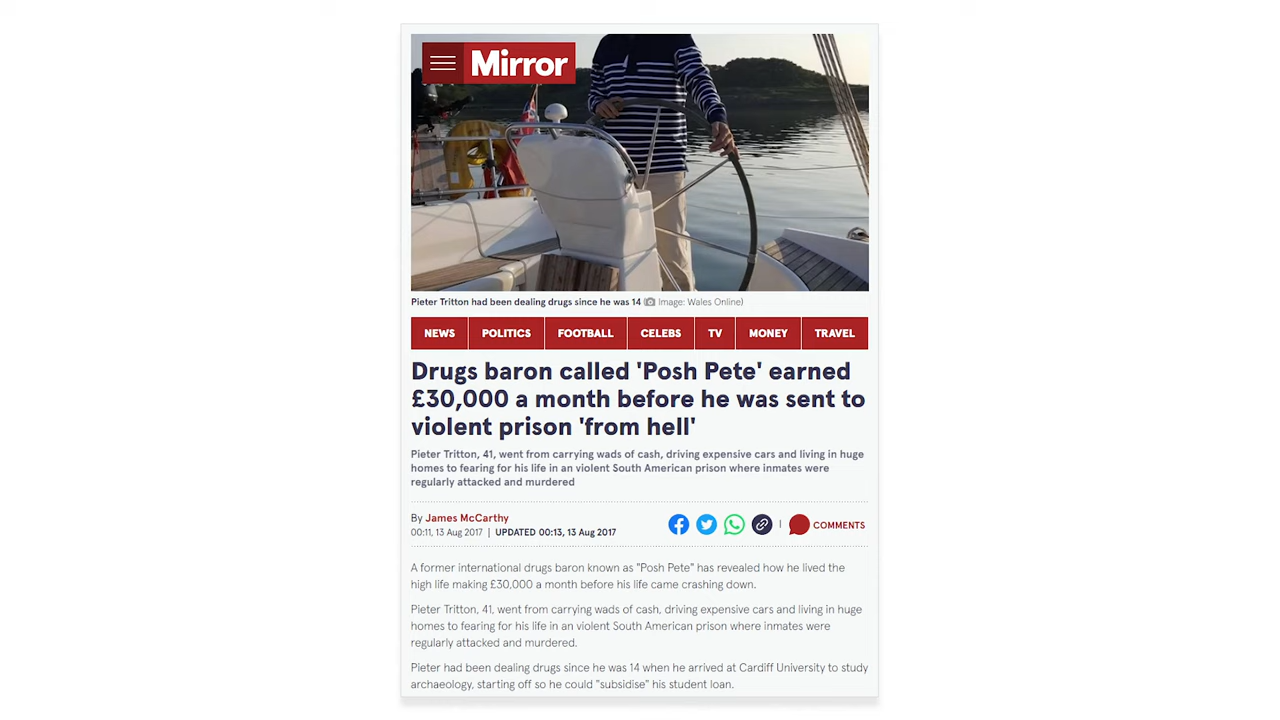 Mirror
Pieter Tritton had been dealing drugs since he was 14 Image: Wales Online)
NEWS POLITICS FOOTBALL CELEBS TV MONEY TRAVEL
Drugs baron called 'Posh Pete' earned
£30,000 a month before he was sent to
violent prison 'from hell'
Pieter Tritton, 41, went from carrying wads of cash, driving expensive cars and living in huge
homes to fearing for his life in an violent South American prison where inmates were
regularly attacked and murdered
By James McCarthy
00:11, 13 Aug 2017 | UPDATED 00:13, 13 Aug 2017
COMMENTS
A former international drugs baron known as "Posh Pete" has revealed how he lived the
high life making £30,000 a month before his life came crashing down.
Pieter Tritton, 41, went from carrying wads of cash, driving expensive cars and living in huge
homes to fearing for his life in an violent South American prison where inmates were
regularly attacked and murdered.
Pieter had been dealing drugs since he was 14 when he arrived at Cardiff University to study
archaeology, starting off so he could "subsidise" his student loan.